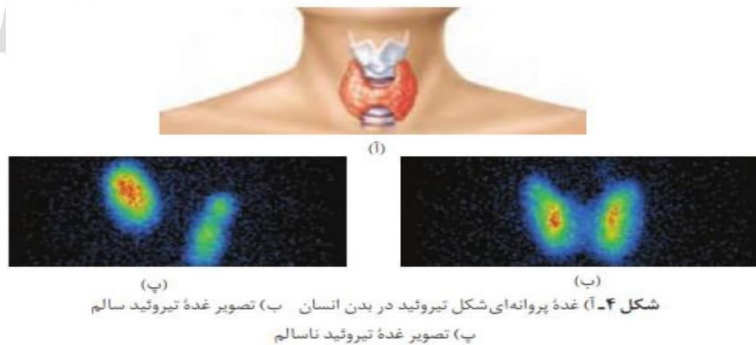 (آ)
(ب)
(پ)
شکل ۴ـ آ) غدهٔ پروانه‌ای‌شکل تیروئید در بدن انسان ب) تصویر غدهٔ تیروئید سالم
پ) تصویر غدهٔ تیروئید ناسالم